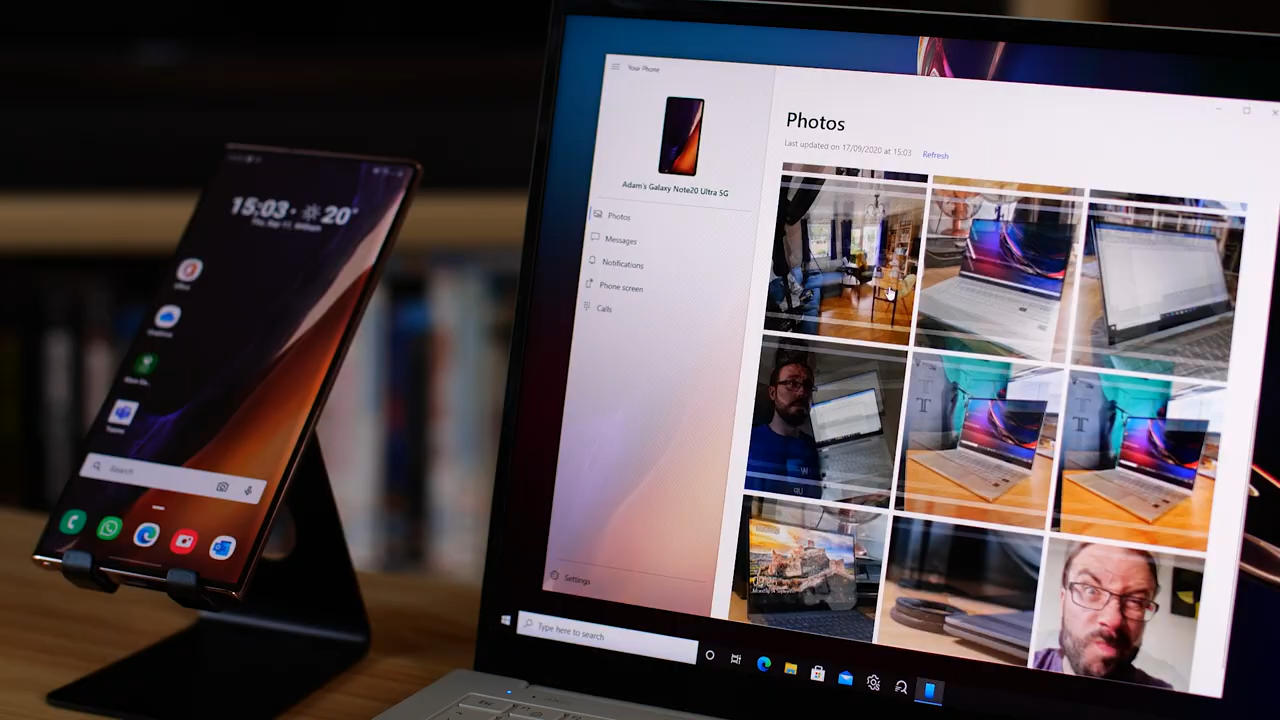 15:03
20°
Search
Your Phone
Adam's Galaxy Note20 Ultra 5G
Photos
Messages
Notifications
Phone screen
Calls
Settings
Photos
Last updated on 17/09/2020 at 15:03 Refresh
Type here to search